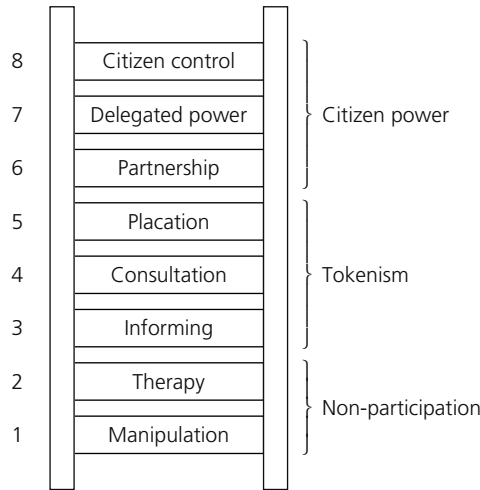 8 Citizen control
7 Delegated power Citizen power
6 Partnership
5 Placation
4 Consultation Tokenism
3 Informing
2 Therapy
Non-participation
1 Manipulation